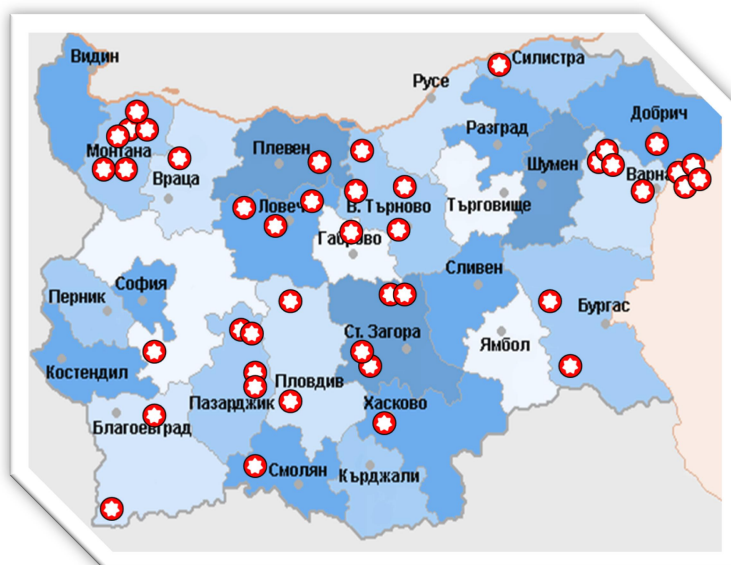 Видин
Силистра
Русе
Добрич
Разград
Монтана
Плевен
Шумен
Враца
Варна
Ловеч
В. Търново
Търговище
Габрово
Сливен
София
Перник
Бургас
Ст. Загора
Ямбол
Костендил
Пловдив
Пазарджик
Хасково
Благоевград
Смолян
Кърджали